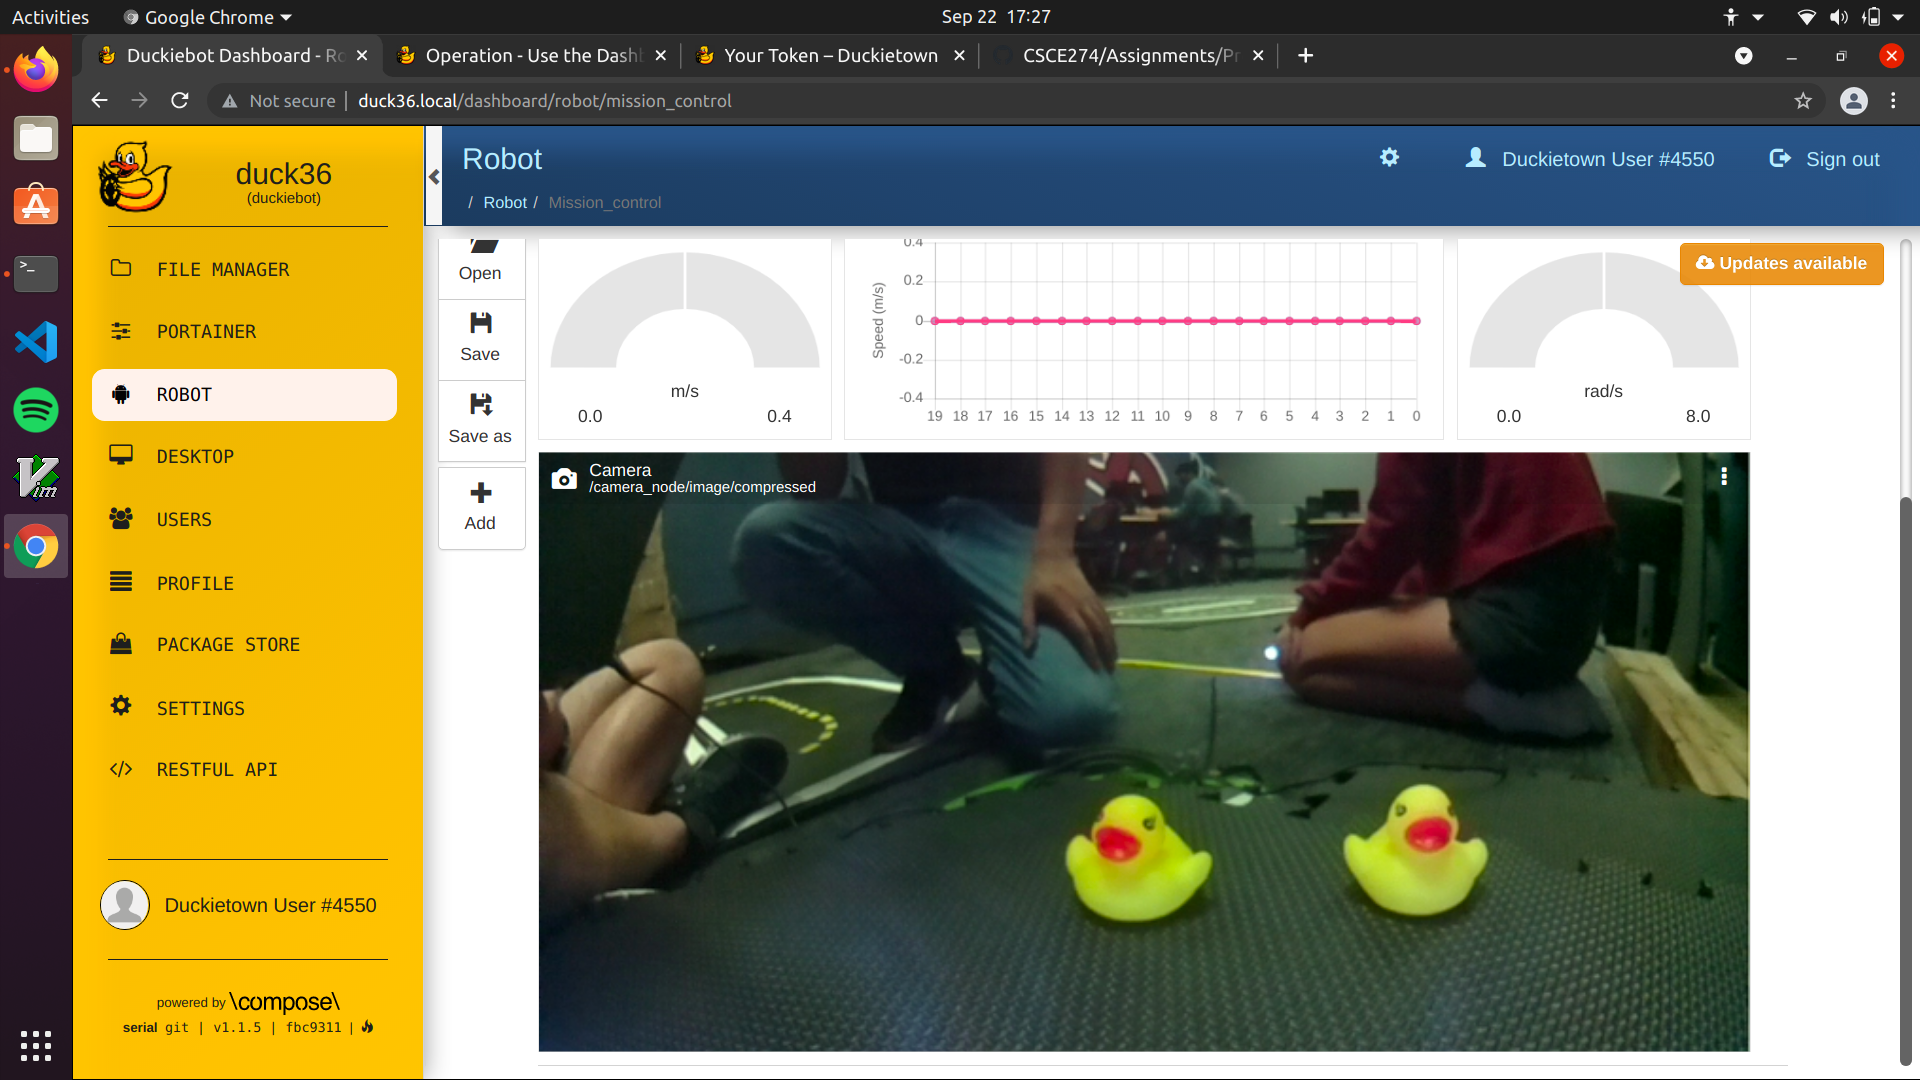 Activities
Google Chrome
Sep 22 17:27
Duckiebot Dashboard - Ro
Operation - Use the Dashb
Your Token – Duckietown
CSCE274/Assignments/Pr
Not secure
duck36.local/dashboard/robot/mission_control
duck36
(duckiebot)
FILE MANAGER
PORTAINER
ROBOT
DESKTOP
USERS
PROFILE
PACKAGE STORE
SETTINGS
RESTFUL API
Duckietown User #4550
powered by \compose\
serial git | v1.1.5 | fbc9311 |
Robot
Duckietown User #4550
Sign out
/ Robot / Mission_control
Open
Save
Save as
Add
m/s
0.0 0.4
Speed (m/s)
0.4
0.2
0
-0.2
-0.4
19 18 17 16 15 14 13 12 11 10 9 8 7 6 5 4 3 2 1 0
Updates available
rad/s
0.0 8.0
Camera
/camera_node/image/compressed
>_
Vim